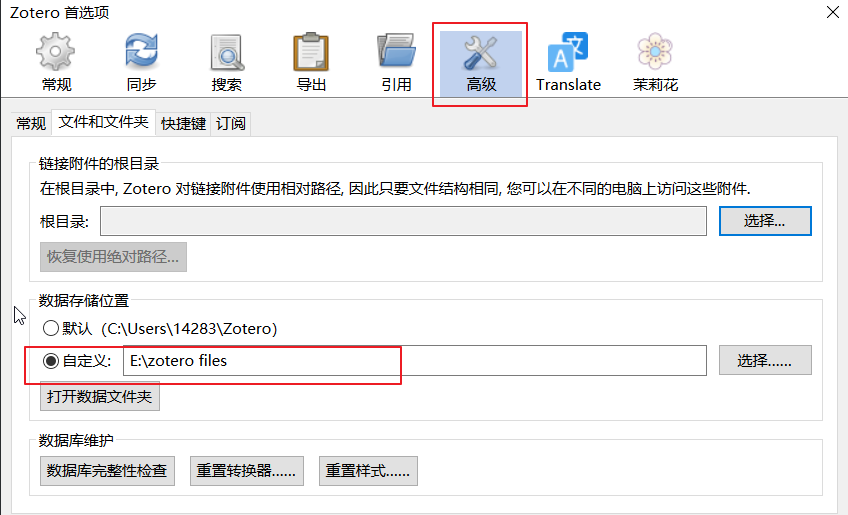 Zotero 首选项
常规 同步 搜索 导出 引用 高级 Translate 茉莉花
常规 文件和文件夹 快捷键 订阅
链接附件的根目录
在根目录中, Zotero 对链接附件使用相对路径, 因此只要文件结构相同, 您可以在不同的电脑上访问这些附件.
根目录: 选择...
恢复使用绝对路径...
数据存储位置
默认（C:\Users\14283\Zotero）
自定义: E:\zotero files 选择......
打开数据文件夹
数据库维护
数据库完整性检查 重置转换器...... 重置样式......